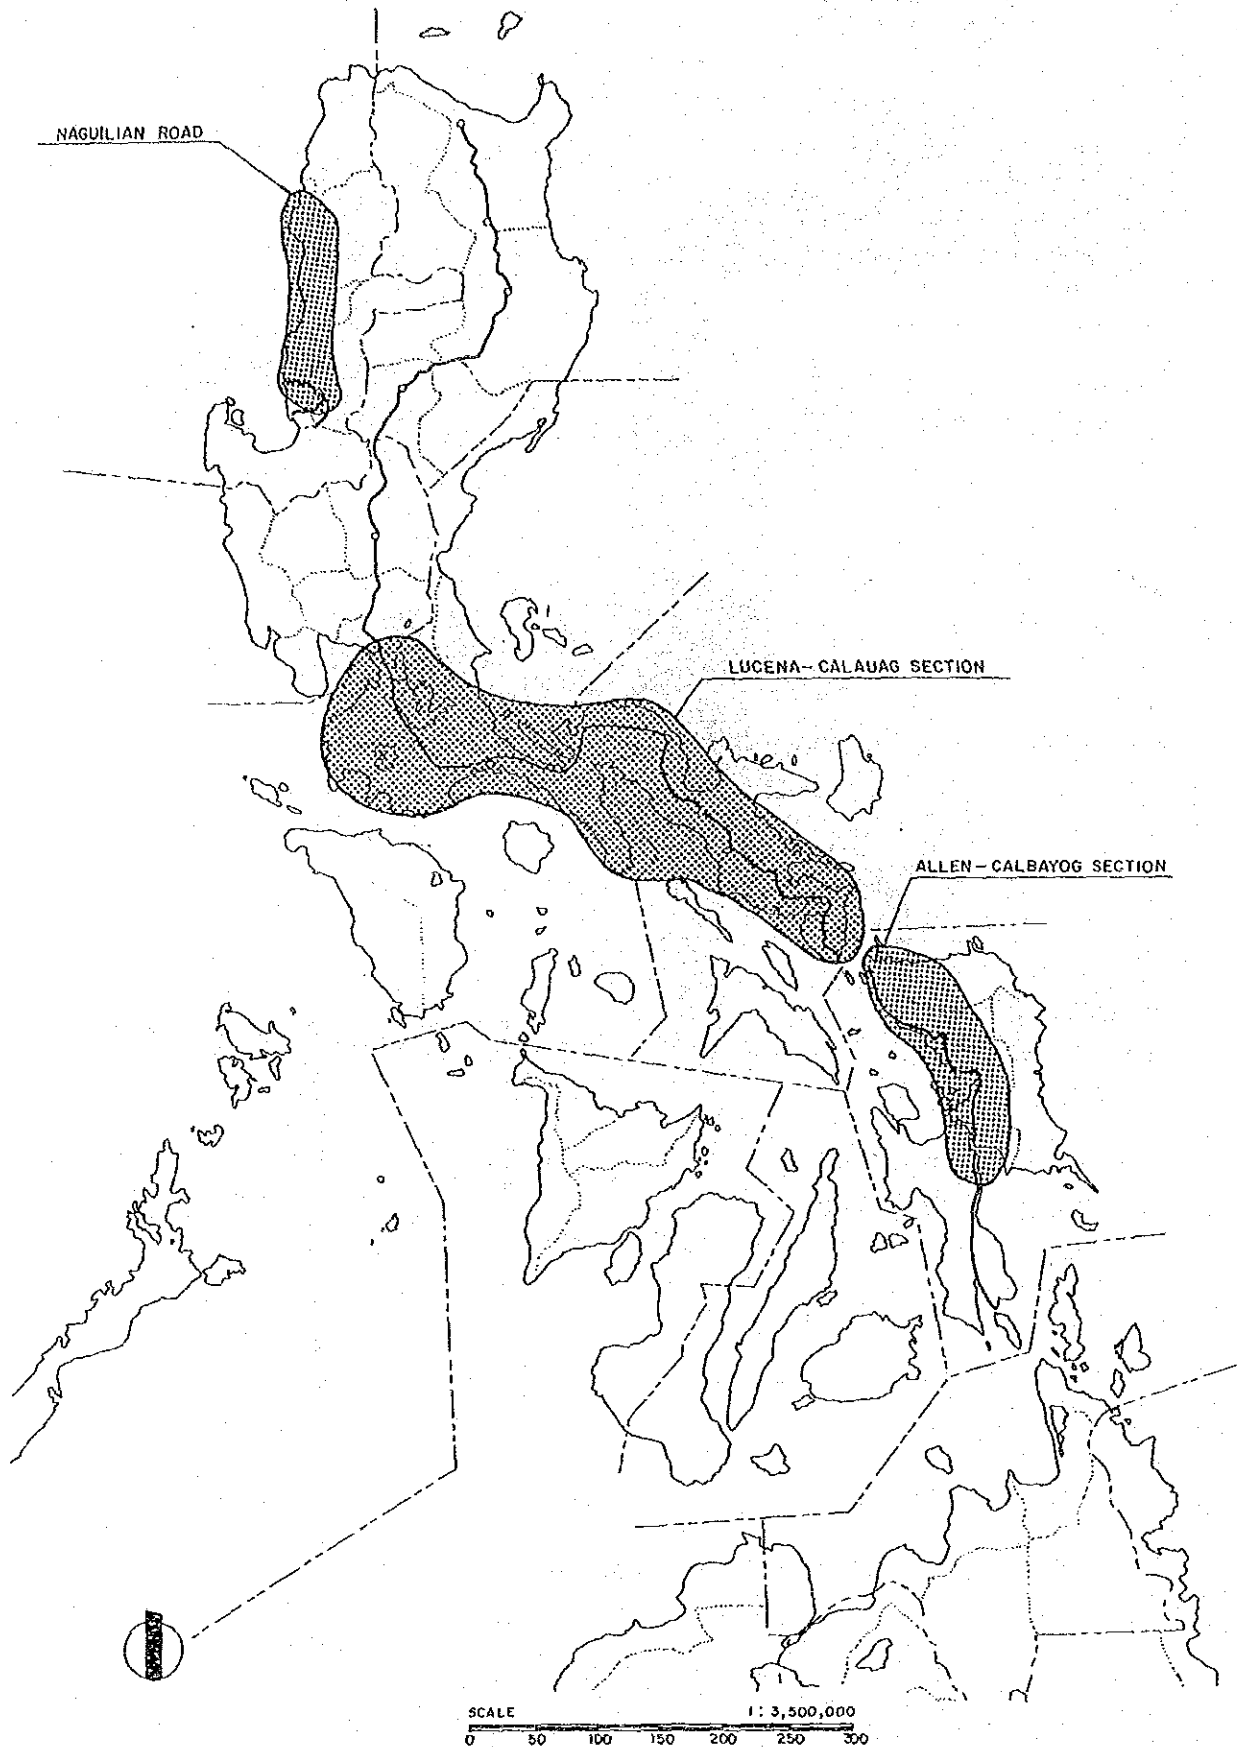 NAGUILIAN ROAD
LUCENA-CALAUAG SECTION
ALLEN-CALBAYOG SECTION
SCALE 1:3,500,000
0 50 100 150 200 250 300